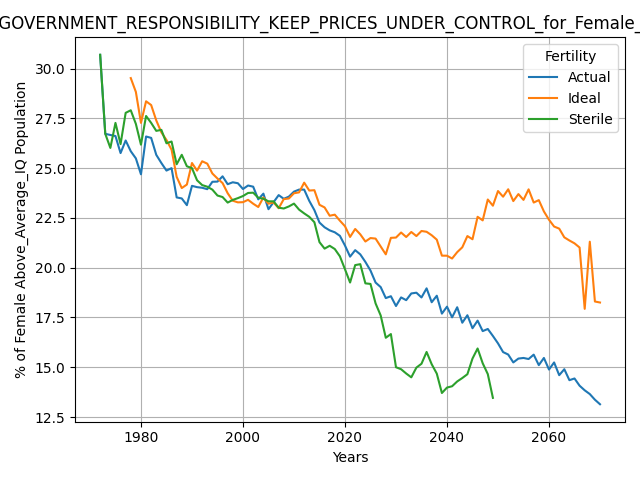 GOVERNMENT_RESPONSIBILITY_KEEP_PRICES_UNDER_CONTROL_for_Female_
Fertility
Actual
Ideal
Sterile
% of Female Above_Average_IQ Population
30.0
27.5
25.0
22.5
20.0
17.5
15.0
12.5
1980
2000
2020
2040
2060
Years